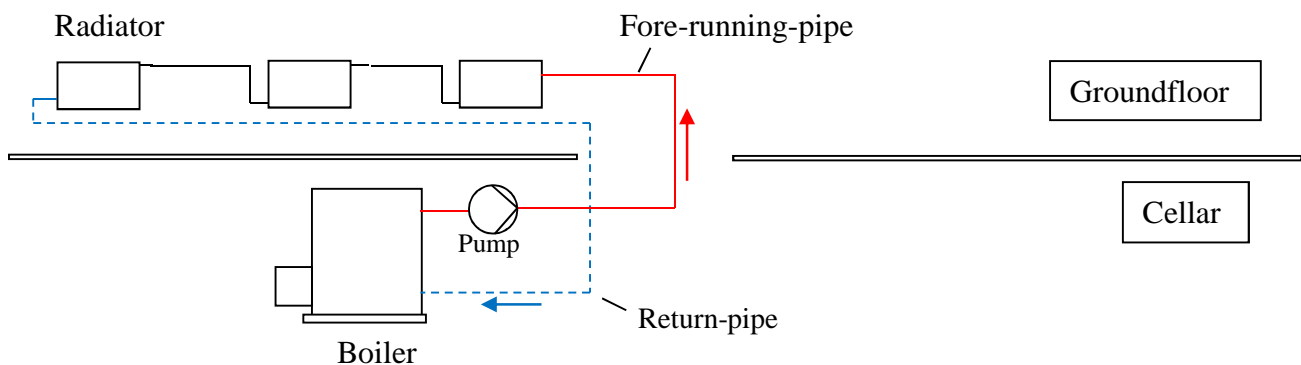 Radiator
Fore-running-pipe
Groundfloor
Cellar
Pump
Return-pipe
Boiler